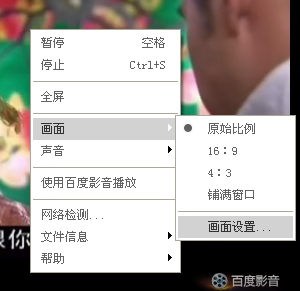 暂停 空格
停止 Ctrl+S
全屏
画面
声音
使用百度影音播放
网络检测...
文件信息
帮助
原始比例
16：9
4：3
铺满窗口
画面设置...
跟你
百度影音